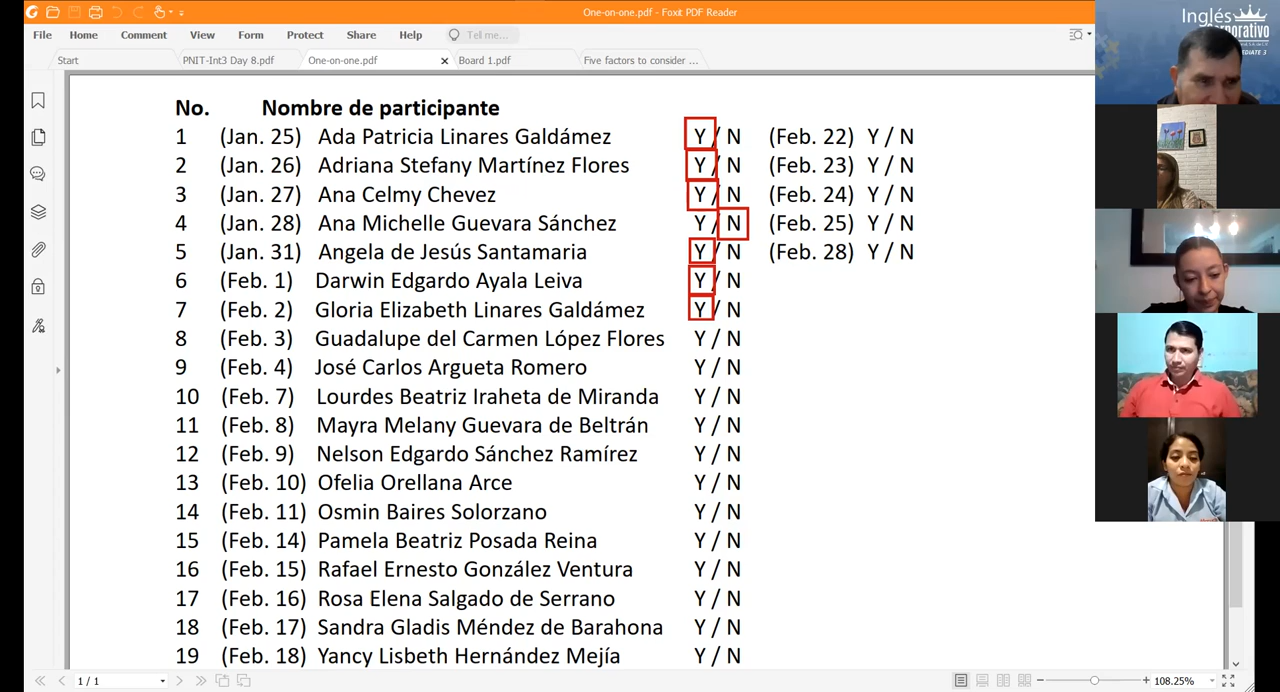 One-on-one.pdf - Foxit PDF Reader
File Home Comment View Form Protect Share Help Tell me...
Start PNIT-Int3 Day 8.pdf One-on-one.pdf Board 1.pdf Five factors to consider ...
Inglés
Corporativo
No. Nombre de participante
1 (Jan. 25) Ada Patricia Linares Galdámez Y / N (Feb. 22) Y / N
2 (Jan. 26) Adriana Stefany Martínez Flores Y / N (Feb. 23) Y / N
3 (Jan. 27) Ana Celmy Chevez Y / N (Feb. 24) Y / N
4 (Jan. 28) Ana Michelle Guevara Sánchez Y / N (Feb. 25) Y / N
5 (Jan. 31) Angela de Jesús Santamaria Y / N (Feb. 28) Y / N
6 (Feb. 1) Darwin Edgardo Ayala Leiva Y / N
7 (Feb. 2) Gloria Elizabeth Linares Galdámez Y / N
8 (Feb. 3) Guadalupe del Carmen López Flores Y / N
9 (Feb. 4) José Carlos Argueta Romero Y / N
10 (Feb. 7) Lourdes Beatriz Iraheta de Miranda Y / N
11 (Feb. 8) Mayra Melany Guevara de Beltrán Y / N
12 (Feb. 9) Nelson Edgardo Sánchez Ramírez Y / N
13 (Feb. 10) Ofelia Orellana Arce Y / N
14 (Feb. 11) Osmin Baires Solorzano Y / N
15 (Feb. 14) Pamela Beatriz Posada Reina Y / N
16 (Feb. 15) Rafael Ernesto González Ventura Y / N
17 (Feb. 16) Rosa Elena Salgado de Serrano Y / N
18 (Feb. 17) Sandra Gladis Méndez de Barahona Y / N
19 (Feb. 18) Yancy Lisbeth Hernández Mejía Y / N
1 / 1 108.25%